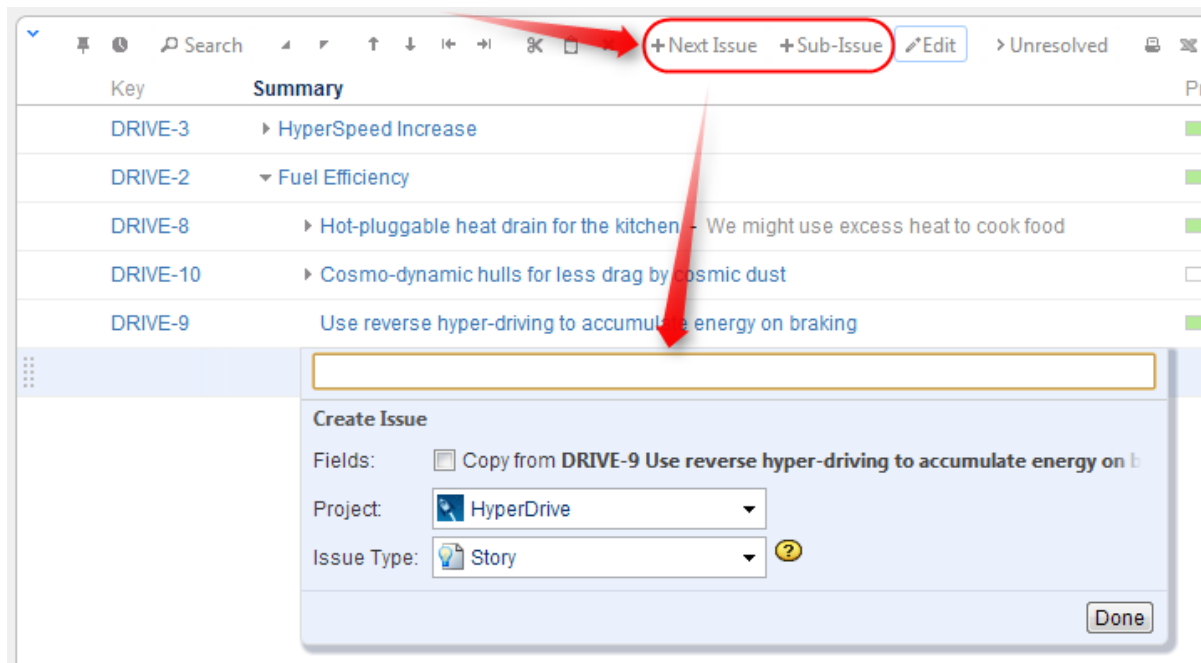 Search +Next Issue +Sub-Issue Edit >Unresolved
Key Summary
DRIVE-3 HyperSpeed Increase
DRIVE-2 Fuel Efficiency
DRIVE-8 Hot-pluggable heat drain for the kitchen - We might use excess heat to cook food
DRIVE-10 Cosmo-dynamic hulls for less drag by cosmic dust
DRIVE-9 Use reverse hyper-driving to accumulate energy on braking
Create Issue
Fields: Copy from DRIVE-9 Use reverse hyper-driving to accumulate energy on
Project: HyperDrive
Issue Type: Story ?
Done